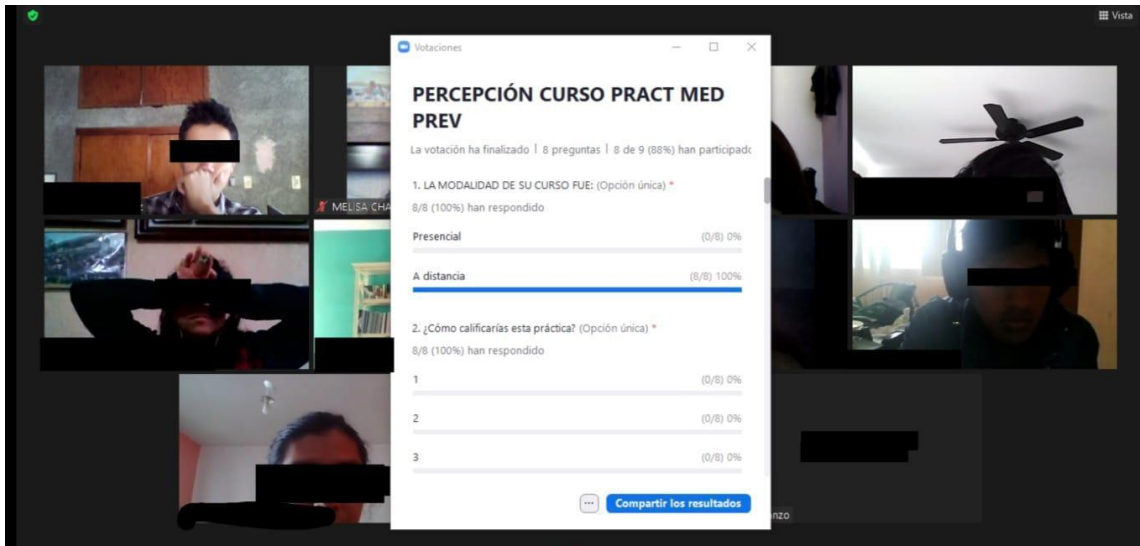 Vista
Votaciones
PERCEPCIÓN CURSO PRACT MED
PREV
La votación ha finalizado | 8 preguntas | 8 de 9 (88%) han participado
1. LA MODALIDAD DE SU CURSO FUE: (Opción única) *
8/8 (100%) han respondido
Presencial (0/8) 0%
A distancia (8/8) 100%
2. ¿Cómo calificarías esta práctica? (Opción única) *
8/8 (100%) han respondido
1 (0/8) 0%
2 (0/8) 0%
3 (0/8) 0%
... Compartir los resultados
MELISA CHA
nzo